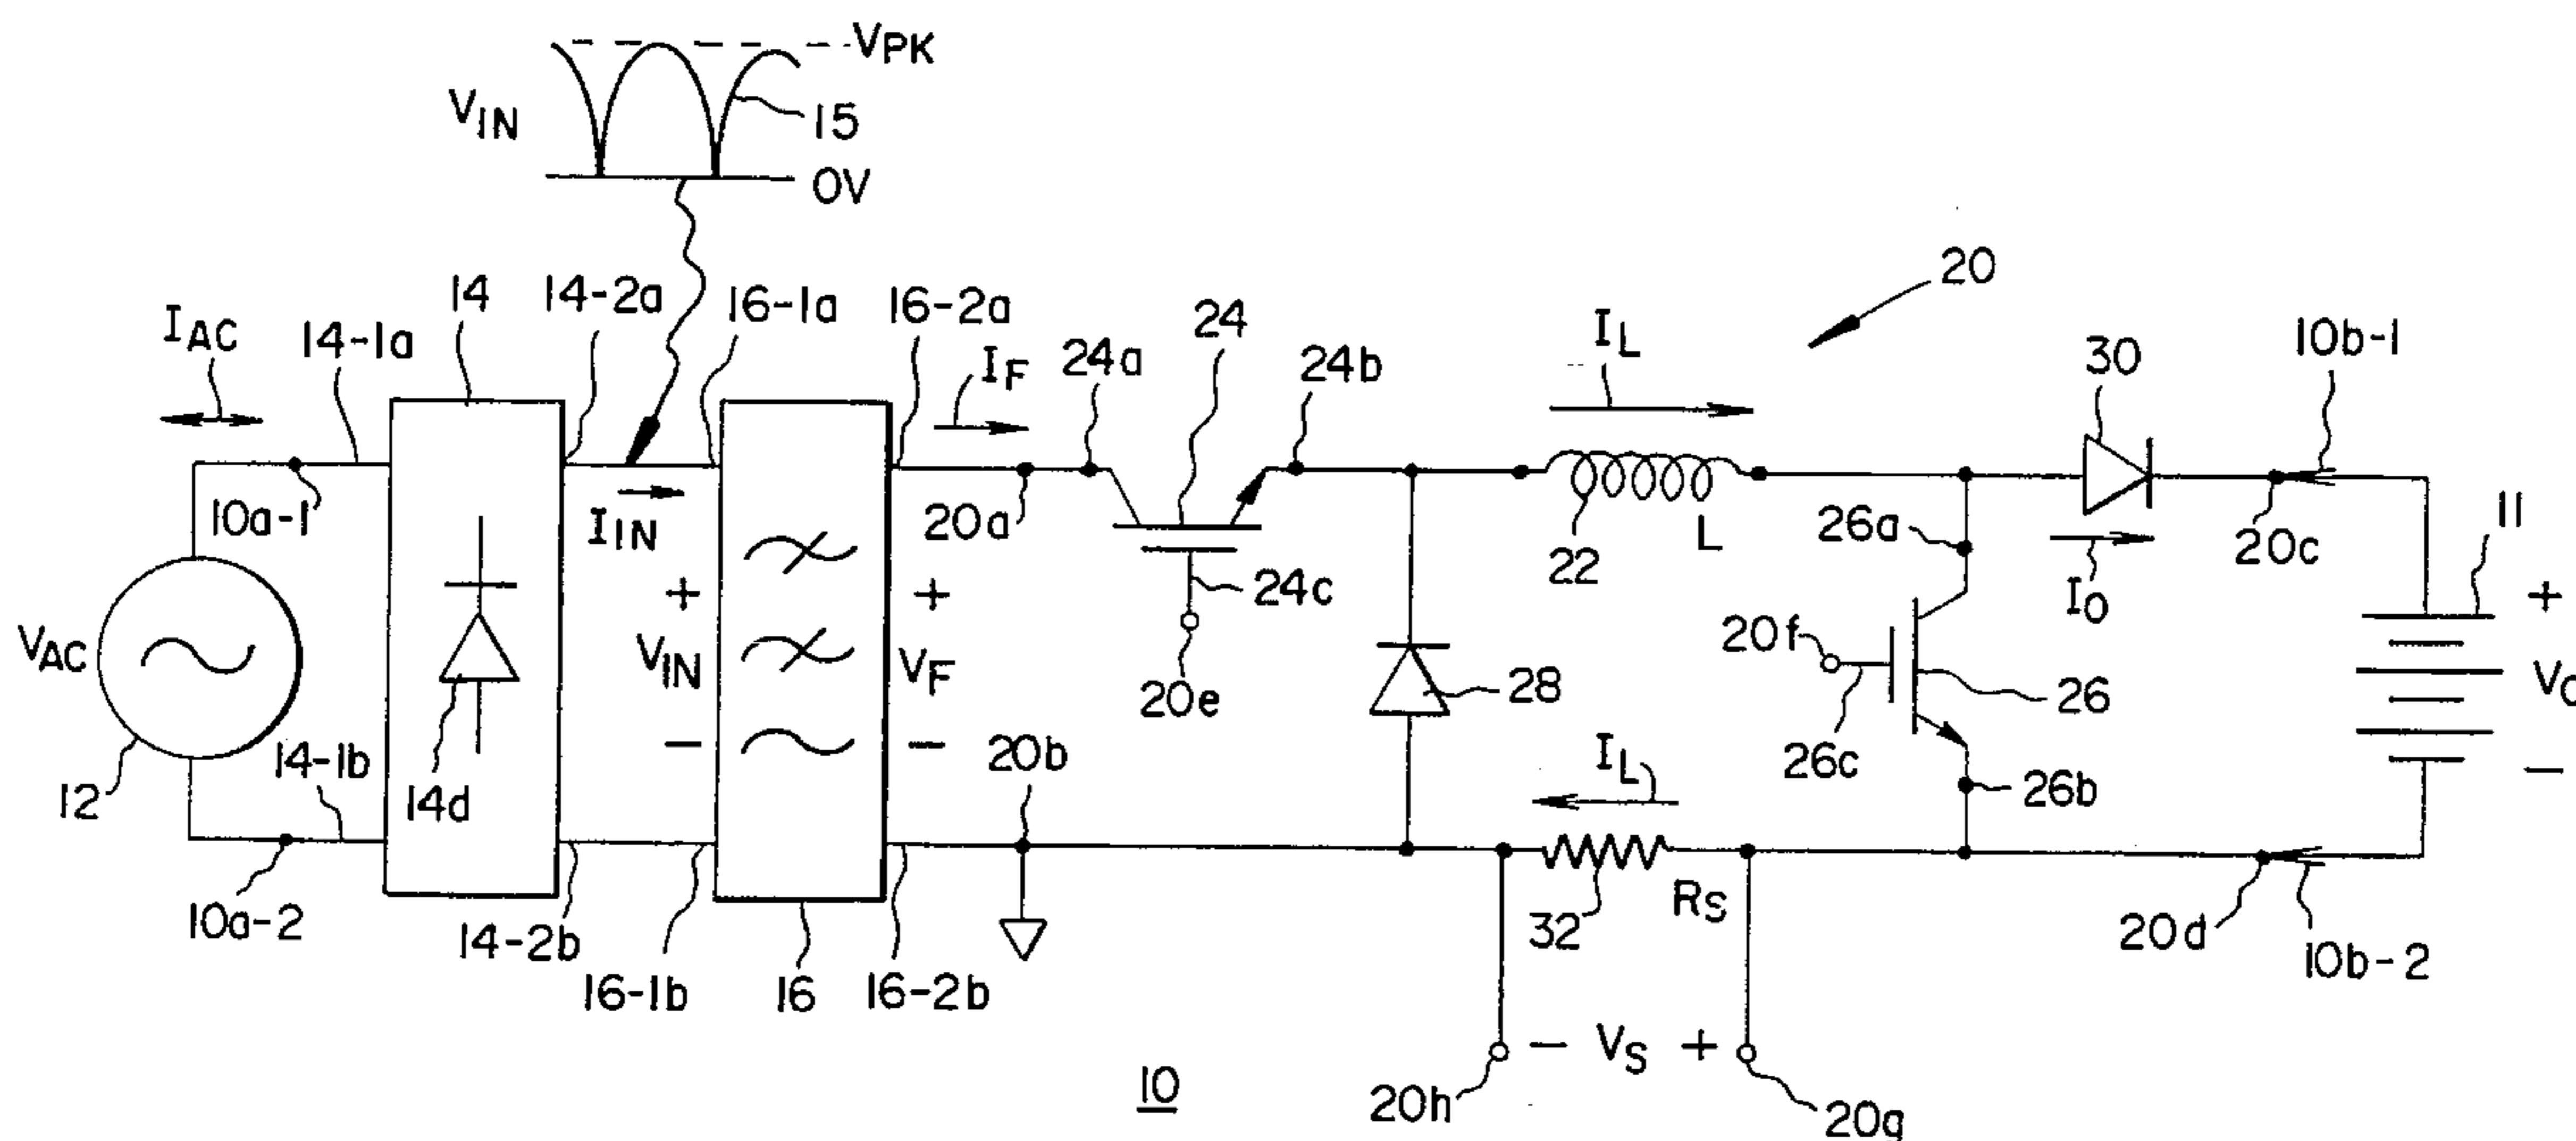 VPK
VIN
15
0V
20
IAC
14-1a
14
14-2a
16-1a
16-2a
IF
24a
24
24b
IL
30
10b-1
10a-1
IIN
20a
22
L
26a
20c
11
24c
IO
+
+
+
VAC
VIN
VF
20e
28
20f
26
VO
26c
−
−
20b
IL
−
12
14-1b
14d
26b
10a-2
14-2b
16-1b
16
16-2b
32
RS
20d
10b-2
− VS +
10
20h
20g